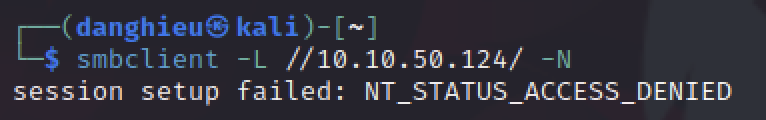 ┌──(danghieu㉿kali)-[~]
└─$ smbclient -L //10.10.50.124/ -N
session setup failed: NT_STATUS_ACCESS_DENIED